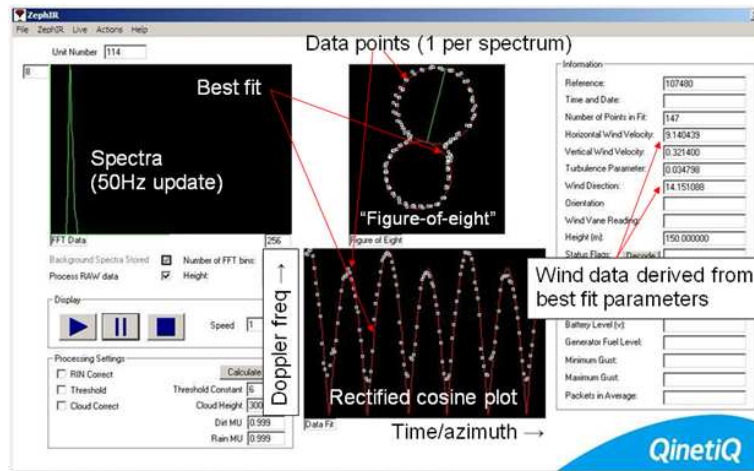 ZephIR
File ZephIR Live Actions Help
Unit Number 114
8
Data points (1 per spectrum)
Best fit
Spectra
(50Hz update)
"Figure-of-eight"
FFT Data 256
Figure of Eight
Background Spectra Stored
Number of FFT bins:
Process RAW data
Height:
Display
Speed 1
Processing Settings
RIN Correct
Calculate
Threshold
Threshold Constant 6
Cloud Correct
Cloud Height 300
Dirt MU 0.999
Rain MU 0.999
Doppler freq →
Rectified cosine plot
Data Fit
Time/azimuth →
Information
Reference: 107480
Time and Date:
Number of Points in Fit: 147
Horizontal Wind Velocity: 9.140439
Vertical Wind Velocity: 0.321400
Turbulence Parameter: 0.034798
Wind Direction: 14.151088
Orientation
Wind Vane Reading:
Height (m): 150.000000
Status Flags: Decode
Wind data derived from
best fit parameters
Battery Level (v):
Generator Fuel Level:
Minimum Gust:
Maximum Gust:
Packets in Average:
QinetiQ